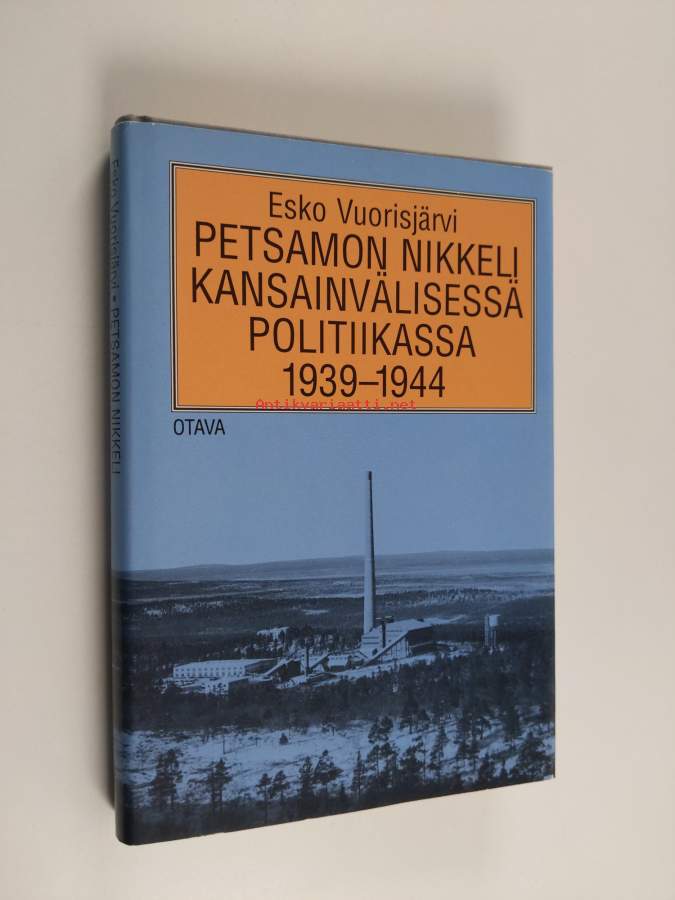 Esko Vuorisjärvi
PETSAMON NIKKELI
KANSAINVÄLISESSÄ
POLITIIKASSA
1939–1944
Antikvariaatti.net
OTAVA
Esko Vuorisjärvi • PETSAMON NIKKELI